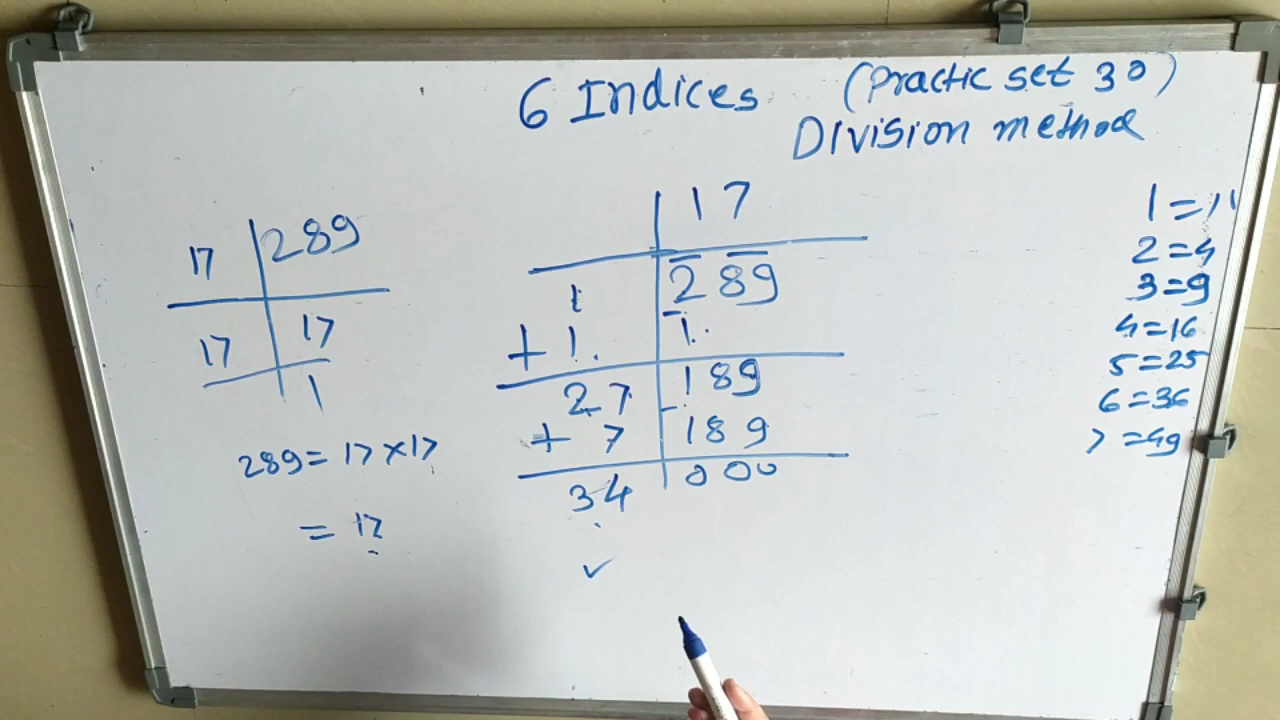 6 Indices (Practic set 30)
Division method
17 | 289
17 | 17
1
289 = 17 × 17
= 17
17
1 | 289
+ 1. | 1.
27 | 189
+ 7 | 189
34 | 000
✓
1 = 1
2 = 4
3 = 9
4 = 16
5 = 25
6 = 36
7 = 49